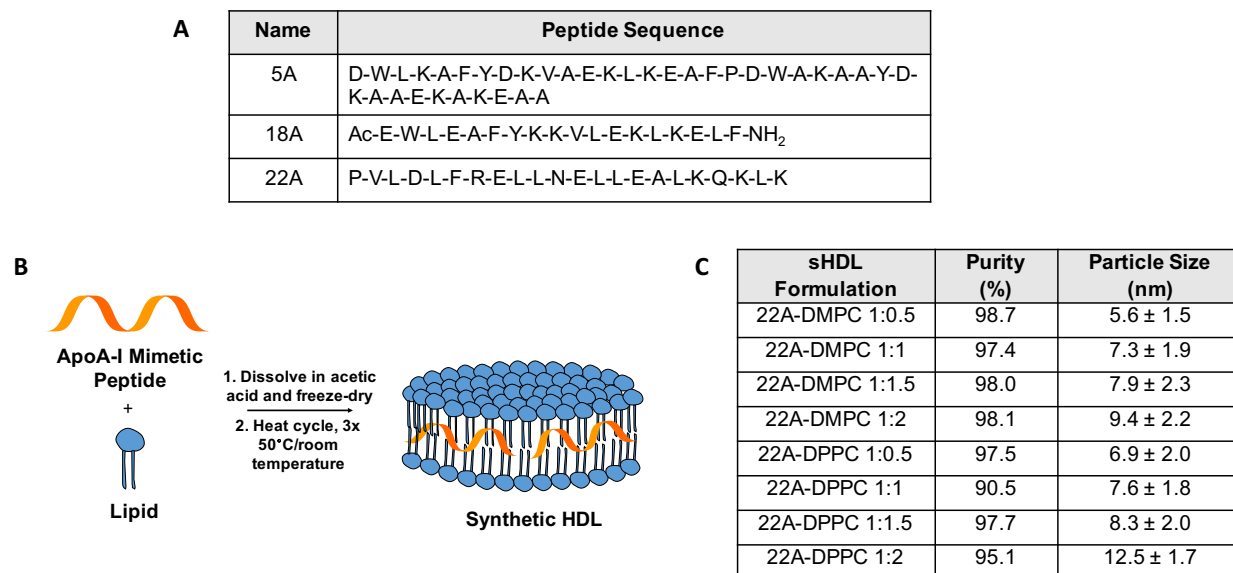 A
Name Peptide Sequence
5A D-W-L-K-A-F-Y-D-K-V-A-E-K-L-K-E-A-F-P-D-W-A-K-A-A-Y-D-
K-A-A-E-K-A-K-E-A-A
18A Ac-E-W-L-E-A-F-Y-K-K-V-L-E-K-L-K-E-L-F-NH2
22A P-V-L-D-L-F-R-E-L-L-N-E-L-L-E-A-L-K-Q-K-L-K
B
ApoA-I Mimetic
Peptide
+
Lipid
1. Dissolve in acetic
acid and freeze-dry
2. Heat cycle, 3x
50°C/room
temperature
Synthetic HDL
C
sHDL Formulation Purity (%) Particle Size (nm)
22A-DMPC 1:0.5 98.7 5.6 ± 1.5
22A-DMPC 1:1 97.4 7.3 ± 1.9
22A-DMPC 1:1.5 98.0 7.9 ± 2.3
22A-DMPC 1:2 98.1 9.4 ± 2.2
22A-DPPC 1:0.5 97.5 6.9 ± 2.0
22A-DPPC 1:1 90.5 7.6 ± 1.8
22A-DPPC 1:1.5 97.7 8.3 ± 2.0
22A-DPPC 1:2 95.1 12.5 ± 1.7